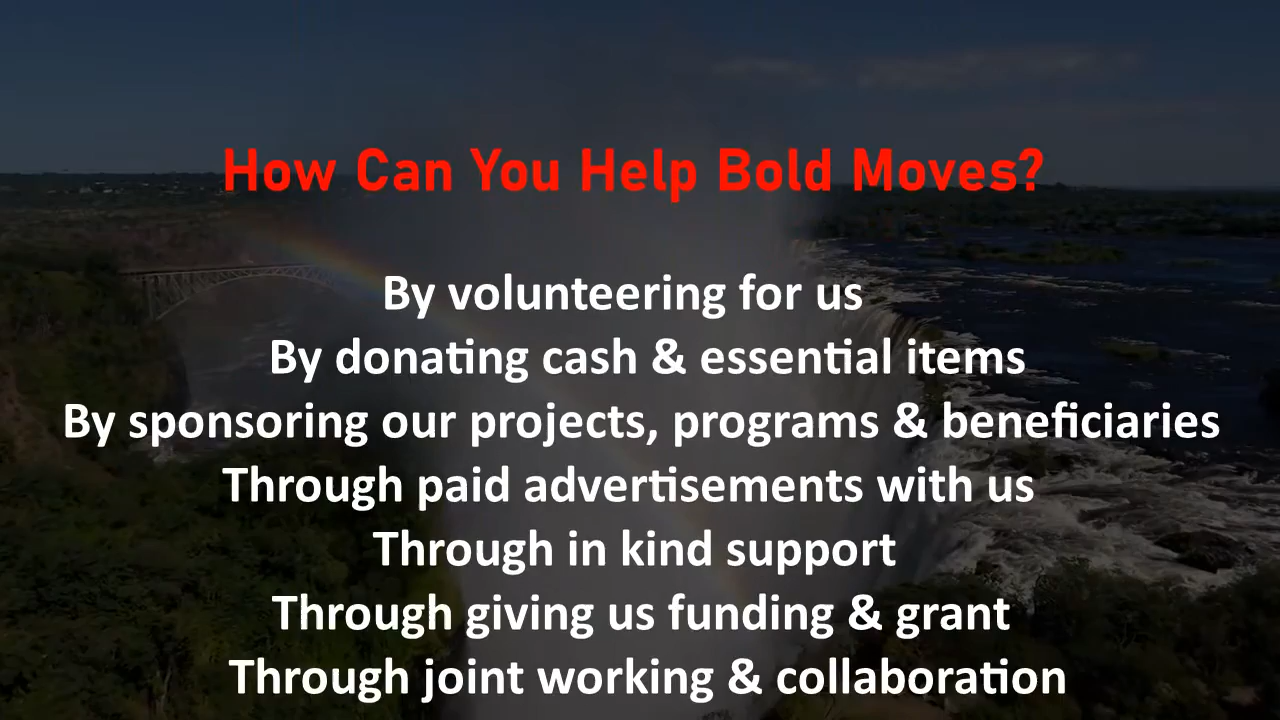 How Can You Help Bold Moves?
By volunteering for us
By donating cash & essential items
By sponsoring our projects, programs & beneficiaries
Through paid advertisements with us
Through in kind support
Through giving us funding & grant
Through joint working & collaboration